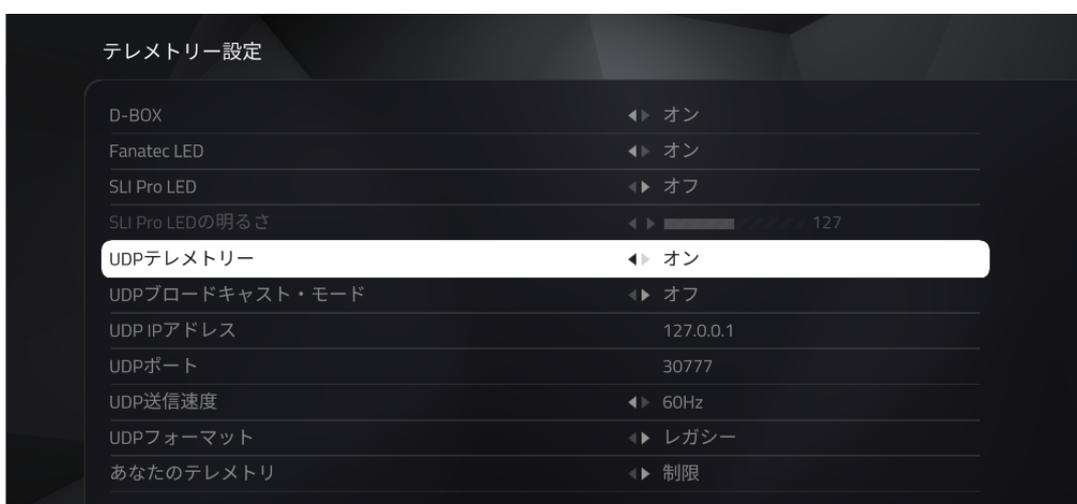 テレメトリー設定
D-BOX オン
Fanatec LED オン
SLI Pro LED オフ
SLI Pro LEDの明るさ 127
UDPテレメトリー オン
UDPブロードキャスト・モード オフ
UDP IPアドレス 127.0.0.1
UDPポート 30777
UDP送信速度 60Hz
UDPフォーマット レガシー
あなたのテレメトリ 制限